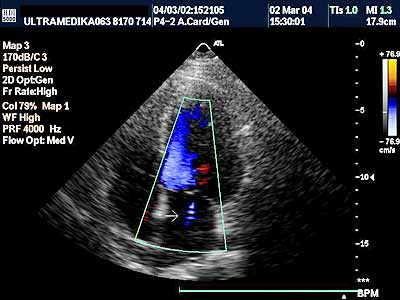 ULTRAMEDIKA063 8170 714
04/03/02:152105
P4-2 A.Card/Gen
02 Mar 04
15:30:01
TIs 1.0 MI 1.3
17.9cm
Map 3
170dB/C 3
Persist Low
2D Opt:Gen
Fr Rate:High
Col 79% Map 1
WF High
PRF 4000 Hz
Flow Opt: Med V
ATL
0
+ 76.9
5
- 76.9
cm/s
10
15
***
BPM